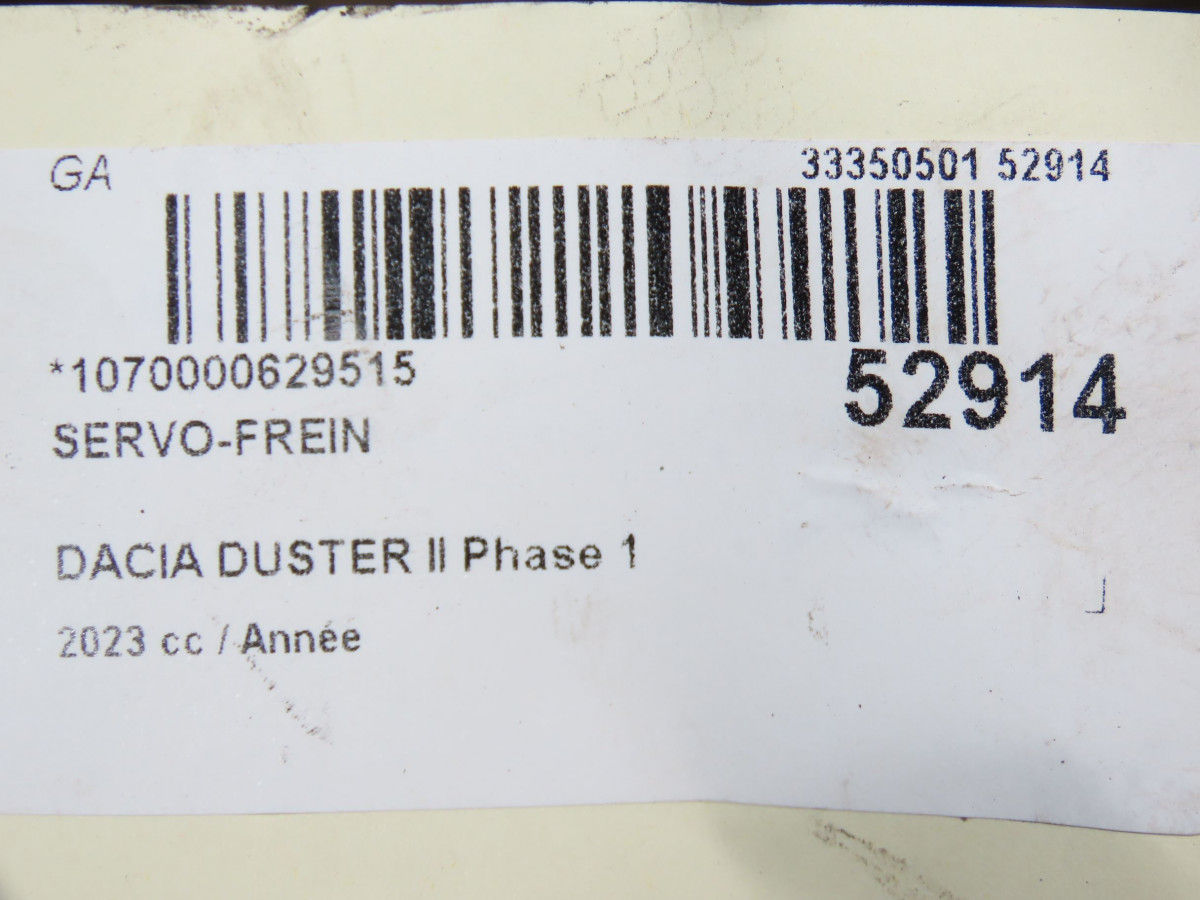 GA
33350501 52914
*1070000629515
52914
SERVO-FREIN
DACIA DUSTER II Phase 1
2023 cc / Année